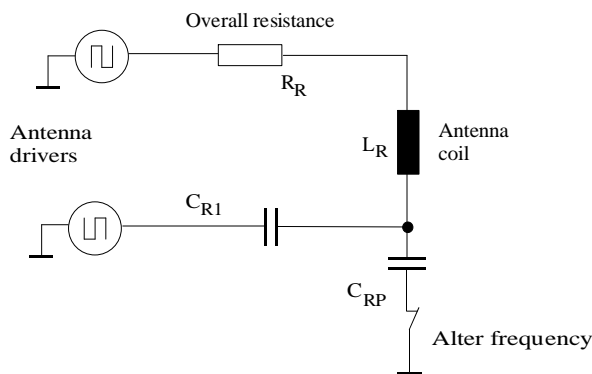 Overall resistance
R_R
Antenna
drivers
L_R
Antenna
coil
C_R1
C_RP
Alter frequency